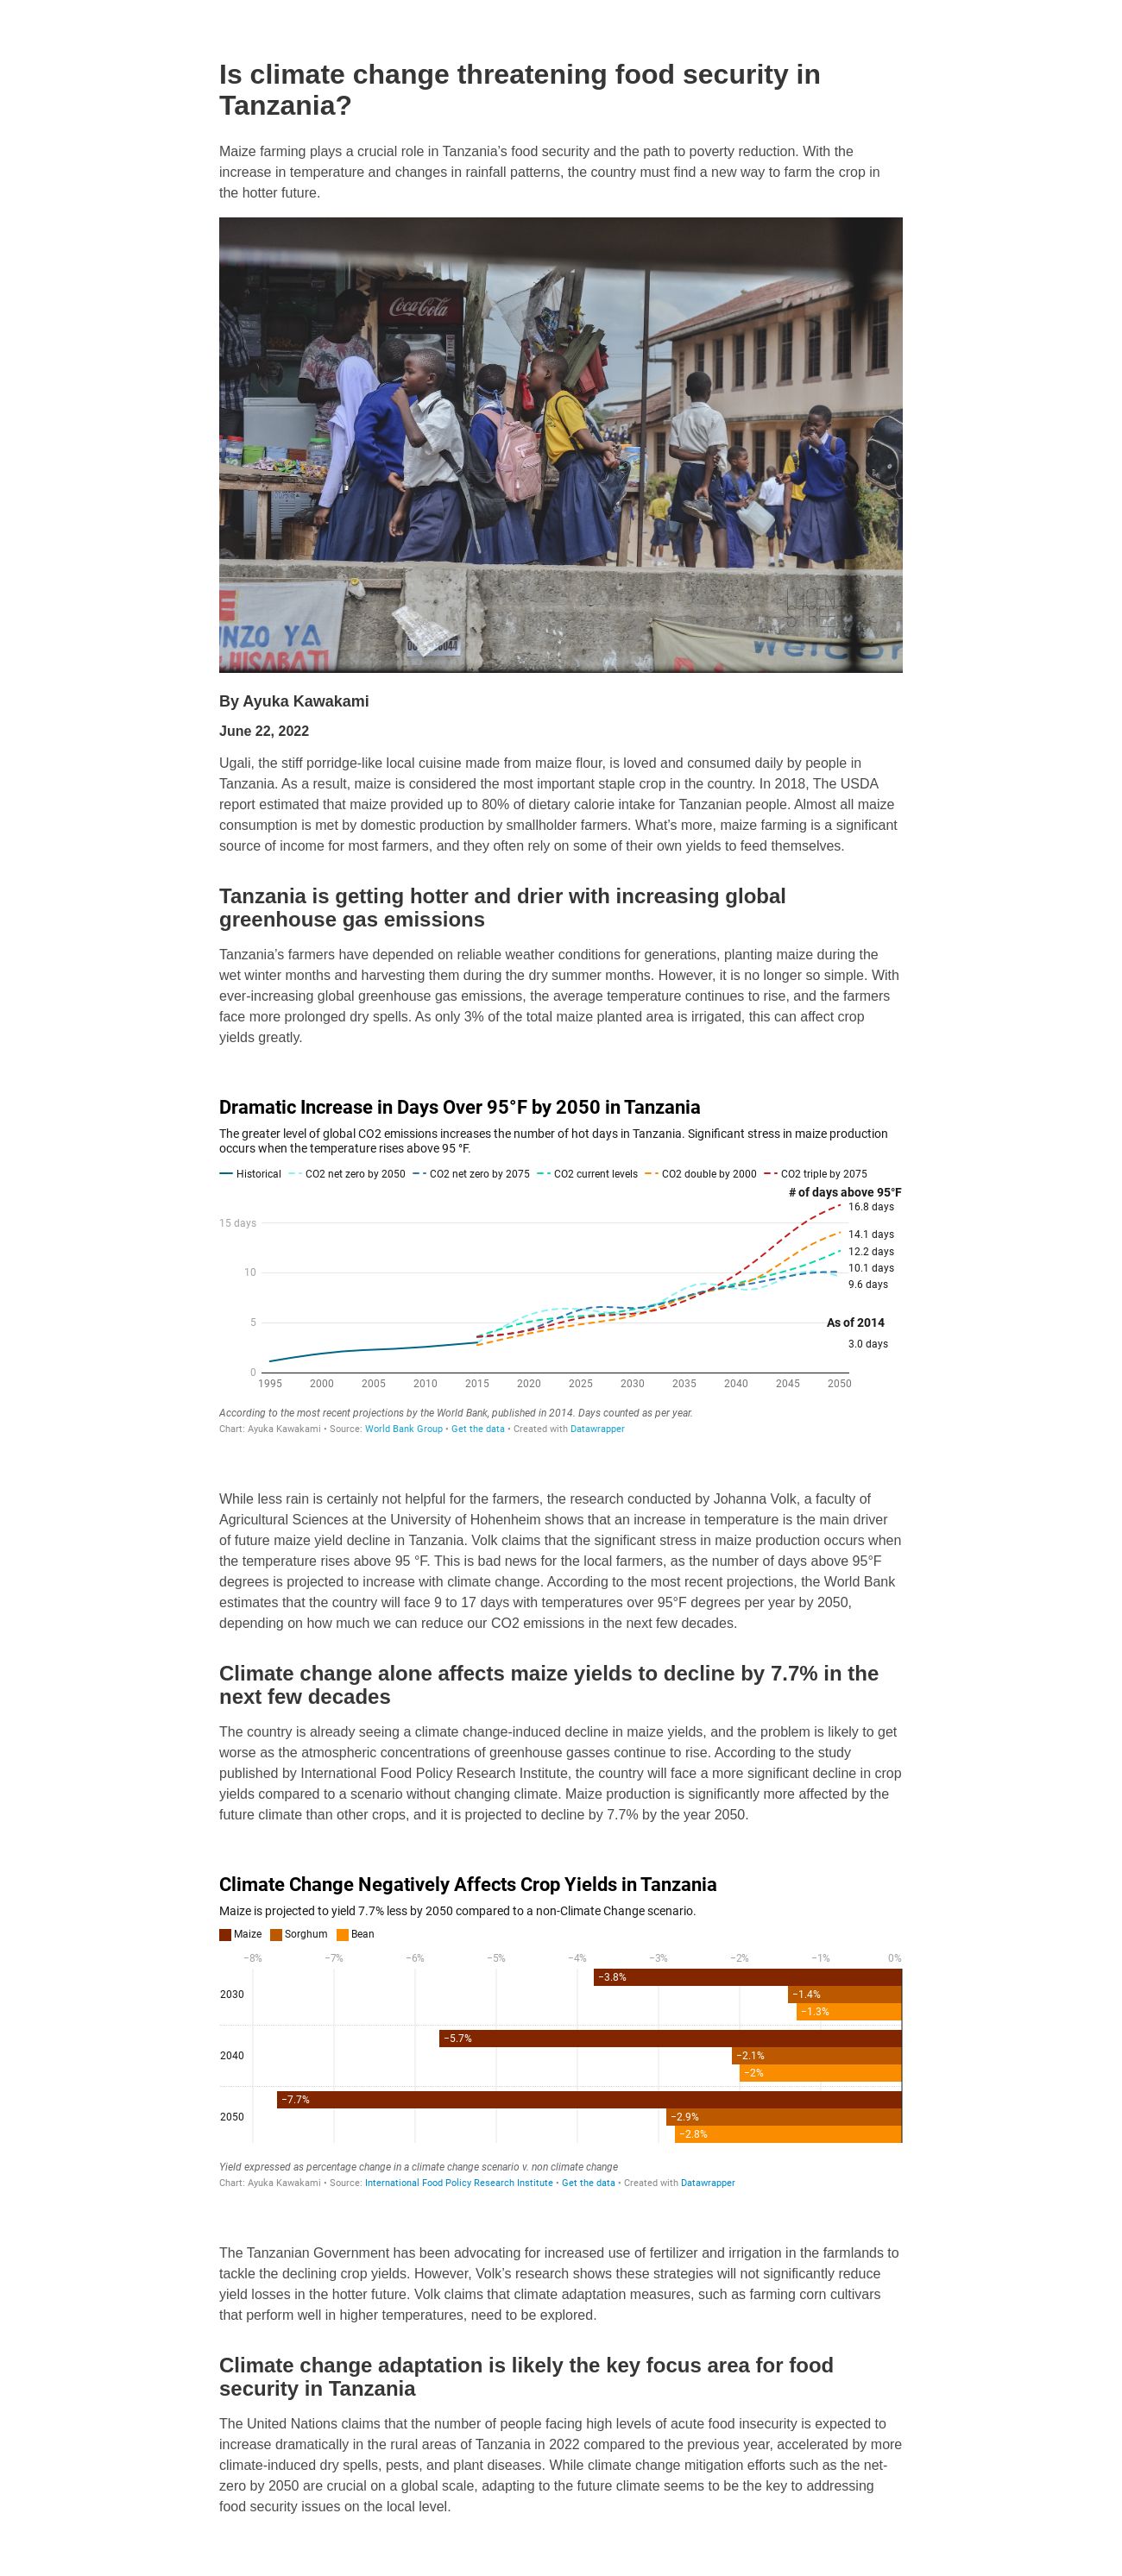 Is climate change threatening food security in
Tanzania?
Maize farming plays a crucial role in Tanzania’s food security and the path to poverty reduction. With the
increase in temperature and changes in rainfall patterns, the country must find a new way to farm the crop in
the hotter future.
Coca-Cola
NZO YA
HISABATI
Welco
By Ayuka Kawakami
June 22, 2022
Ugali, the stiff porridge-like local cuisine made from maize flour, is loved and consumed daily by people in
Tanzania. As a result, maize is considered the most important staple crop in the country. In 2018, The USDA
report estimated that maize provided up to 80% of dietary calorie intake for Tanzanian people. Almost all maize
consumption is met by domestic production by smallholder farmers. What’s more, maize farming is a significant
source of income for most farmers, and they often rely on some of their own yields to feed themselves.
Tanzania is getting hotter and drier with increasing global
greenhouse gas emissions
Tanzania’s farmers have depended on reliable weather conditions for generations, planting maize during the
wet winter months and harvesting them during the dry summer months. However, it is no longer so simple. With
ever-increasing global greenhouse gas emissions, the average temperature continues to rise, and the farmers
face more prolonged dry spells. As only 3% of the total maize planted area is irrigated, this can affect crop
yields greatly.
Dramatic Increase in Days Over 95°F by 2050 in Tanzania
The greater level of global CO2 emissions increases the number of hot days in Tanzania. Significant stress in maize production
occurs when the temperature rises above 95 °F.
Historical CO2 net zero by 2050 CO2 net zero by 2075 CO2 current levels CO2 double by 2000 CO2 triple by 2075
# of days above 95°F
16.8 days
15 days
14.1 days
12.2 days
10.1 days
10
9.6 days
5
As of 2014
3.0 days
0
1995 2000 2005 2010 2015 2020 2025 2030 2035 2040 2045 2050
According to the most recent projections by the World Bank, published in 2014. Days counted as per year.
Chart: Ayuka Kawakami • Source: World Bank Group • Get the data • Created with Datawrapper
While less rain is certainly not helpful for the farmers, the research conducted by Johanna Volk, a faculty of
Agricultural Sciences at the University of Hohenheim shows that an increase in temperature is the main driver
of future maize yield decline in Tanzania. Volk claims that the significant stress in maize production occurs when
the temperature rises above 95 °F. This is bad news for the local farmers, as the number of days above 95°F
degrees is projected to increase with climate change. According to the most recent projections, the World Bank
estimates that the country will face 9 to 17 days with temperatures over 95°F degrees per year by 2050,
depending on how much we can reduce our CO2 emissions in the next few decades.
Climate change alone affects maize yields to decline by 7.7% in the
next few decades
The country is already seeing a climate change-induced decline in maize yields, and the problem is likely to get
worse as the atmospheric concentrations of greenhouse gasses continue to rise. According to the study
published by International Food Policy Research Institute, the country will face a more significant decline in crop
yields compared to a scenario without changing climate. Maize production is significantly more affected by the
future climate than other crops, and it is projected to decline by 7.7% by the year 2050.
Climate Change Negatively Affects Crop Yields in Tanzania
Maize is projected to yield 7.7% less by 2050 compared to a non-Climate Change scenario.
Maize Sorghum Bean
−8% −7% −6% −5% −4% −3% −2% −1% 0%
−3.8%
2030 −1.4%
−1.3%
−5.7%
2040 −2.1%
−2%
−7.7%
2050 −2.9%
−2.8%
Yield expressed as percentage change in a climate change scenario v. non climate change
Chart: Ayuka Kawakami • Source: International Food Policy Research Institute • Get the data • Created with Datawrapper
The Tanzanian Government has been advocating for increased use of fertilizer and irrigation in the farmlands to
tackle the declining crop yields. However, Volk’s research shows these strategies will not significantly reduce
yield losses in the hotter future. Volk claims that climate adaptation measures, such as farming corn cultivars
that perform well in higher temperatures, need to be explored.
Climate change adaptation is likely the key focus area for food
security in Tanzania
The United Nations claims that the number of people facing high levels of acute food insecurity is expected to
increase dramatically in the rural areas of Tanzania in 2022 compared to the previous year, accelerated by more
climate-induced dry spells, pests, and plant diseases. While climate change mitigation efforts such as the net-
zero by 2050 are crucial on a global scale, adapting to the future climate seems to be the key to addressing
food security issues on the local level.